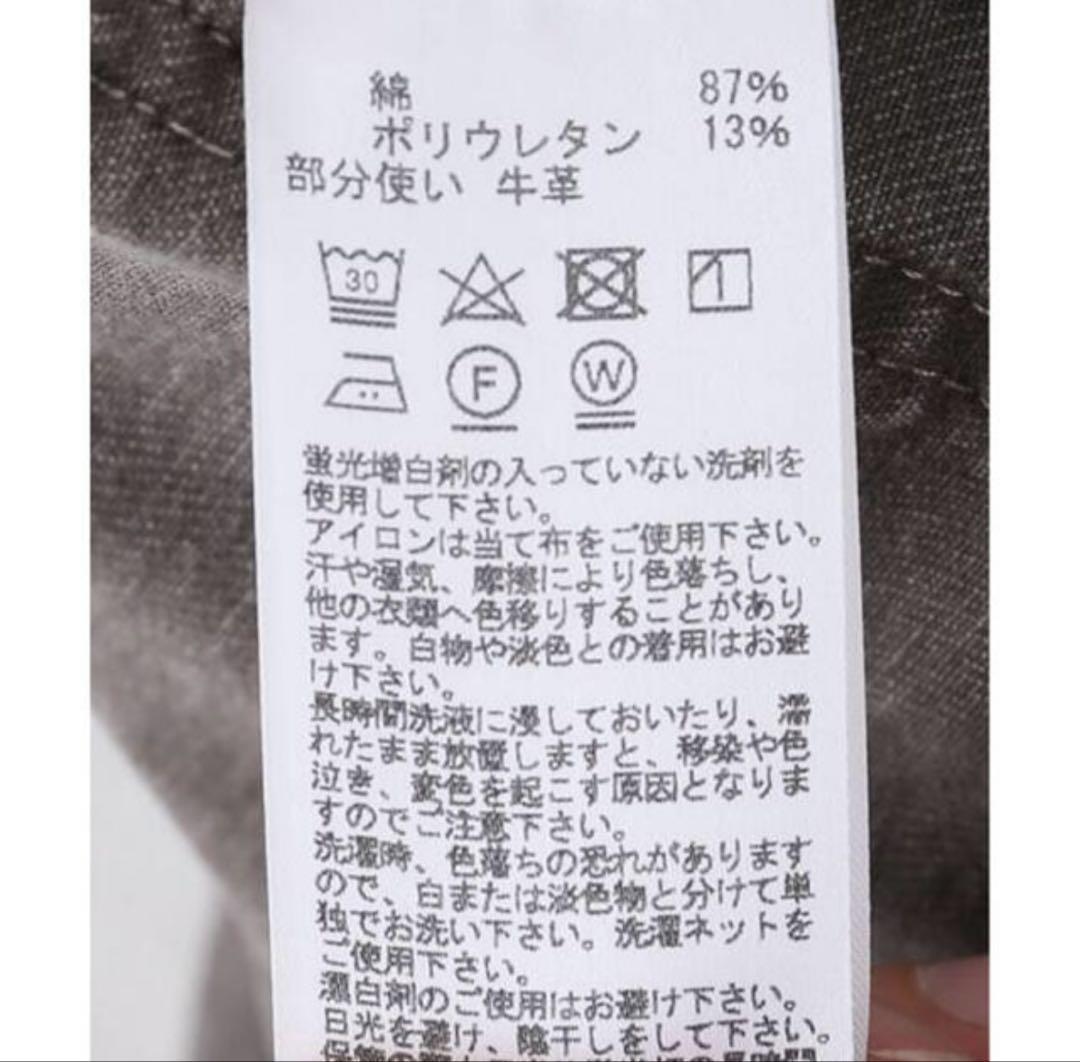 綿 87%
ポリウレタン 13%
部分使い 牛革
30
F W
蛍光増白剤の入っていない洗剤を
使用して下さい。
アイロンは当て布をご使用下さい。
汗や湿気、摩擦により色落ちし、
他の衣類へ色移りすることがあり
ます。白物や淡色との着用はお避
け下さい。
長時間洗液に浸しておいたり、濡
れたまま放置しますと、移染や色
泣き、変色を起こす原因となりま
すのでご注意下さい。
洗濯時、色落ちの恐れがあります
ので、白または淡色物と分けて単
独でお洗い下さい。洗濯ネットを
ご使用下さい。
漂白剤のご使用はお避け下さい。
日光を避け、陰干しをして下さい。